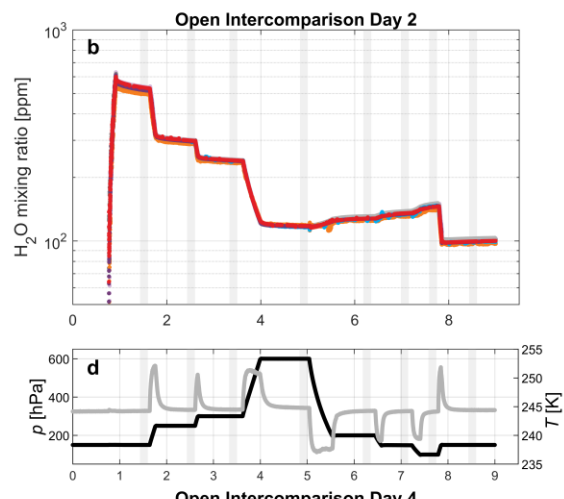 Open Intercomparison Day 2
b
H₂O mixing ratio [ppm]
10³
10²
0 2 4 6 8
d
p [hPa]
600
400
200
T [K]
255
250
245
240
235
0 1 2 3 4 5 6 7 8 9
Open Intercomparison Day 4